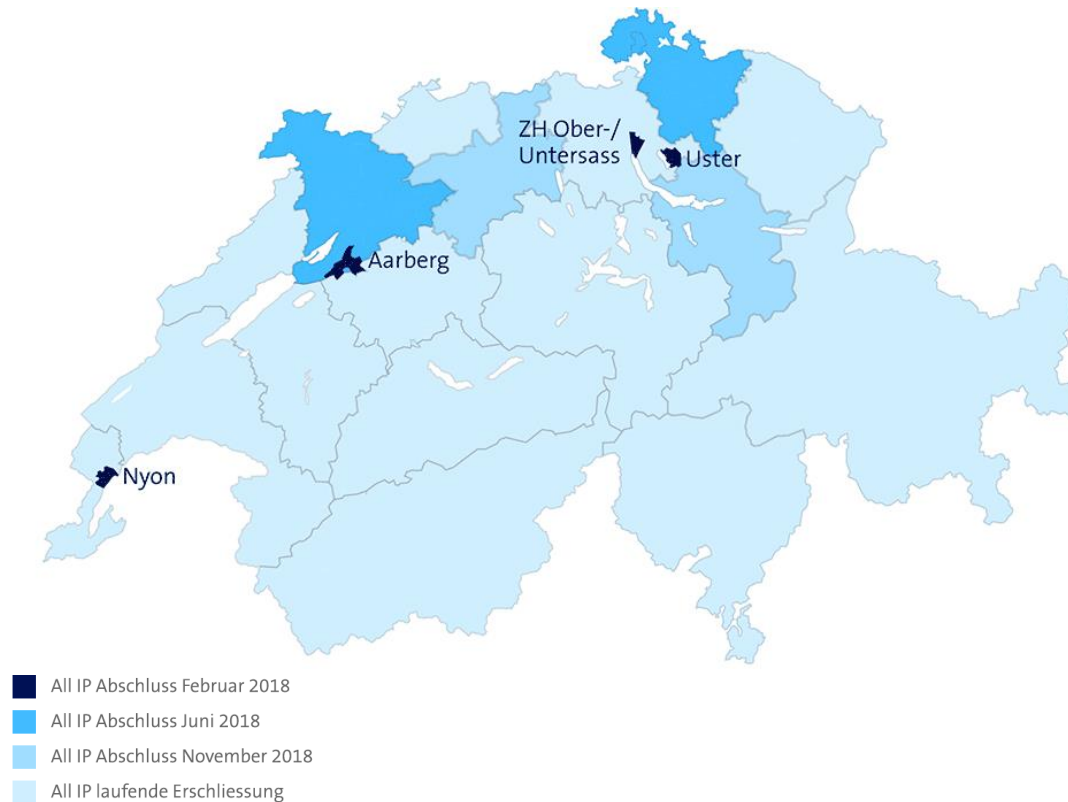 ZH Ober-/
Untersass
Uster
Aarberg
Nyon
All IP Abschluss Februar 2018
All IP Abschluss Juni 2018
All IP Abschluss November 2018
All IP laufende Erschliessung